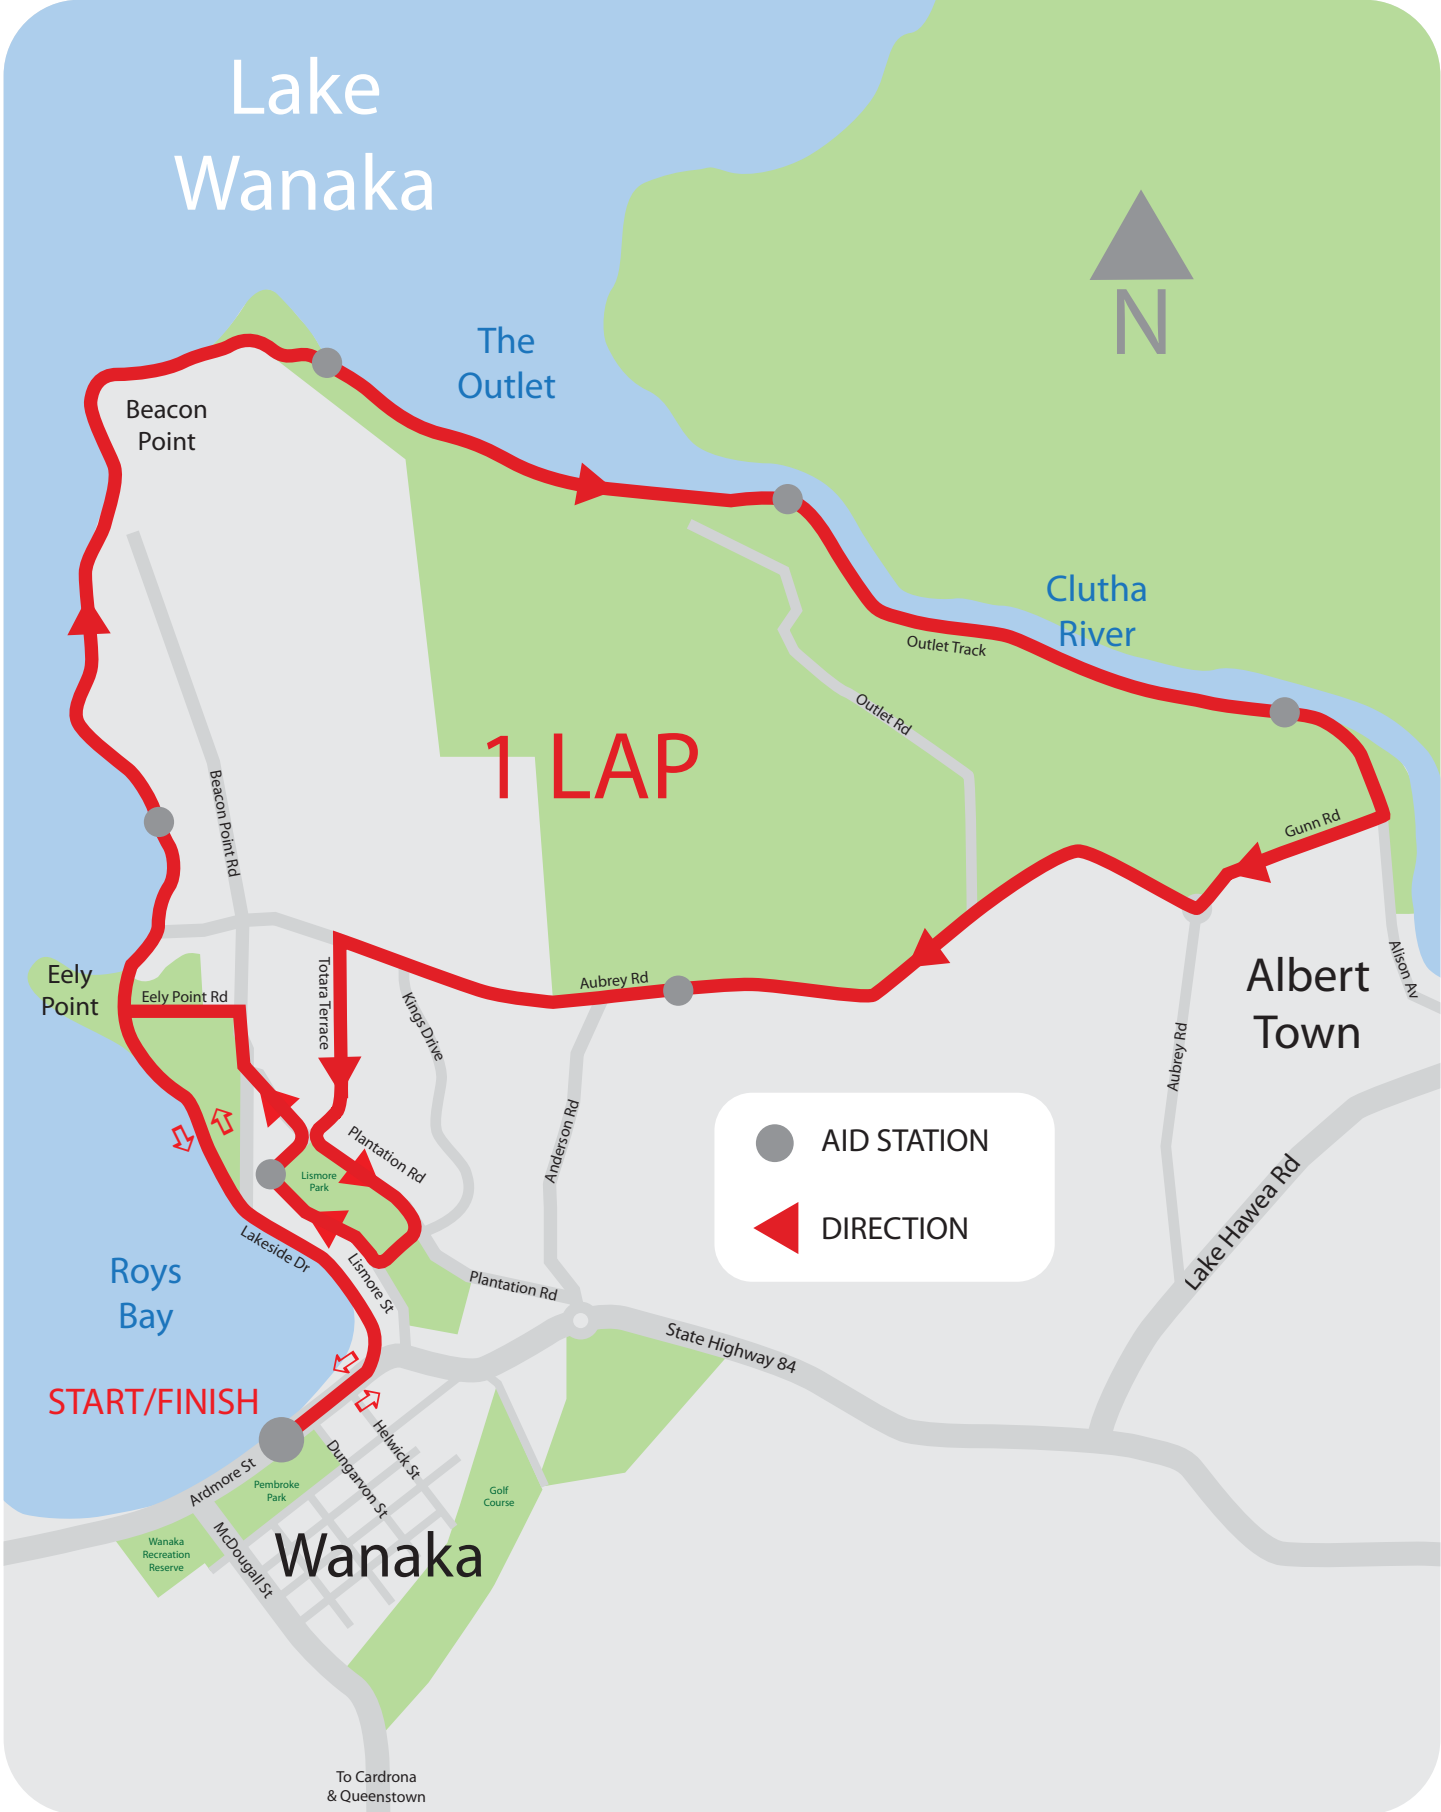 Lake
Wanaka
N
The
Outlet
Beacon
Point
Clutha
River
Outlet Track
Outlet Rd
1 LAP
Beacon Point Rd
Gunn Rd
Eely
Point
Eely Point Rd
Totara Terrace
Kings Drive
Aubrey Rd
Albert
Town
Alison Av
Aubrey Rd
Plantation Rd
Anderson Rd
AID STATION
Lismore
Park
DIRECTION
Lake Hawea Rd
Lakeside Dr
Lismore St
Roys
Bay
Plantation Rd
State Highway 84
START/FINISH
Helwick St
Dungarvon St
Ardmore St
Pembroke
Park
Golf
Course
Wanaka
Recreation
Reserve
McDougall St
Wanaka
To Cardrona
& Queenstown